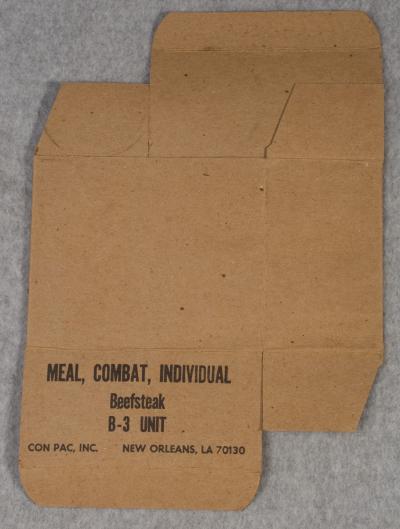 MEAL, COMBAT, INDIVIDUAL
Beefsteak
B-3 UNIT
CON PAC, INC. NEW ORLEANS, LA 70130